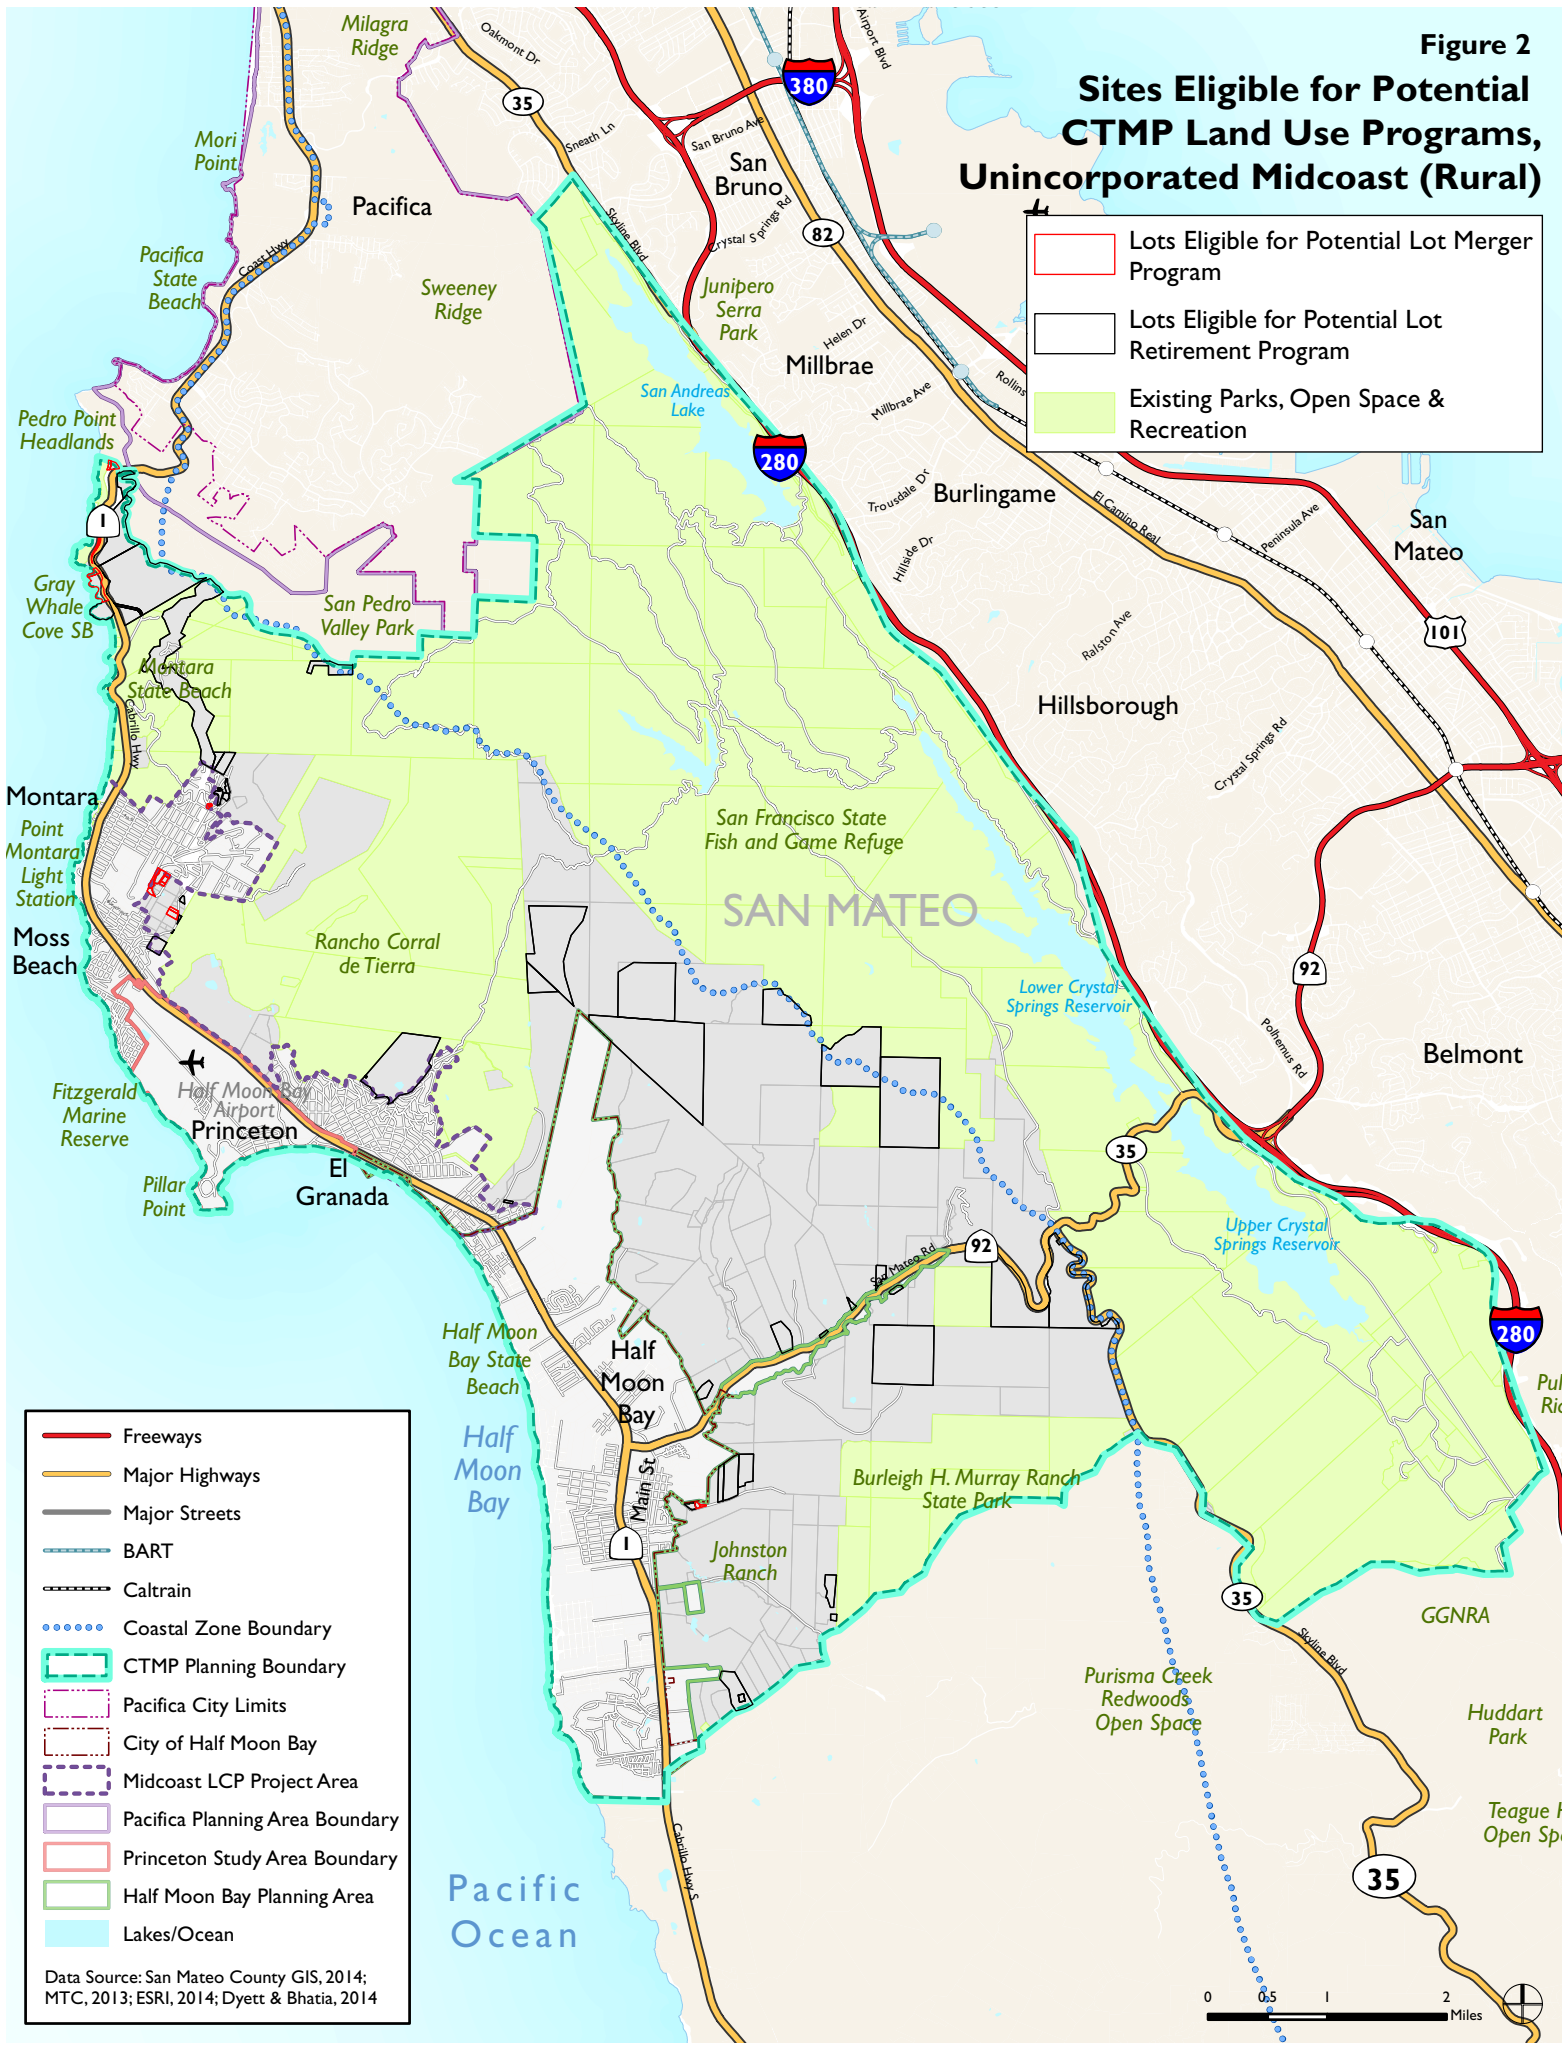 Figure 2
Sites Eligible for Potential
CTMP Land Use Programs,
Unincorporated Midcoast (Rural)
Lots Eligible for Potential Lot Merger
Program
Lots Eligible for Potential Lot
Retirement Program
Existing Parks, Open Space &
Recreation
Milagra
Ridge
Oakmont Dr
Airport Blvd
380
35
Sneath Ln
San Bruno Ave
Mori
Point
San
Bruno
Pacifica
Skyline Blvd
Crystal Springs Rd
82
Coast Hwy
Pacifica
State
Beach
Sweeney
Ridge
Junipero
Serra
Park
Helen Dr
Millbrae
Rollins
San Andreas
Lake
Millbrae Ave
Pedro Point
Headlands
280
Trousdale Dr
Burlingame
El Camino Real
Peninsula Ave
San
Mateo
1
Hillside Dr
Gray
Whale
Cove SB
San Pedro
Valley Park
Ralston Ave
101
Montara
State Beach
Cabrillo Hwy
Hillsborough
Crystal Springs Rd
Montara
Point
Montara
Light
Station
San Francisco State
Fish and Game Refuge
SAN MATEO
Moss
Beach
Rancho Corral
de Tierra
92
Lower Crystal
Springs Reservoir
Polhemus Rd
Belmont
Fitzgerald
Marine
Reserve
Half Moon Bay
Airport
Princeton
35
El
Granada
Pillar
Point
Upper Crystal
Springs Reservoir
92
San Mateo Rd
280
Half Moon
Bay State
Beach
Half
Moon
Bay
Half
Moon
Bay
Main St
Burleigh H. Murray Ranch
State Park
1
Johnston
Ranch
35
GGNRA
Skyline Blvd
Purisma Creek
Redwoods
Open Space
Huddart
Park
Teague
Open
35
Cabrillo Hwy S
Pacific
Ocean
Freeways
Major Highways
Major Streets
BART
Caltrain
Coastal Zone Boundary
CTMP Planning Boundary
Pacifica City Limits
City of Half Moon Bay
Midcoast LCP Project Area
Pacifica Planning Area Boundary
Princeton Study Area Boundary
Half Moon Bay Planning Area
Lakes/Ocean
Data Source: San Mateo County GIS, 2014;
MTC, 2013; ESRI, 2014; Dyett & Bhatia, 2014
0 0.5 1 2
Miles